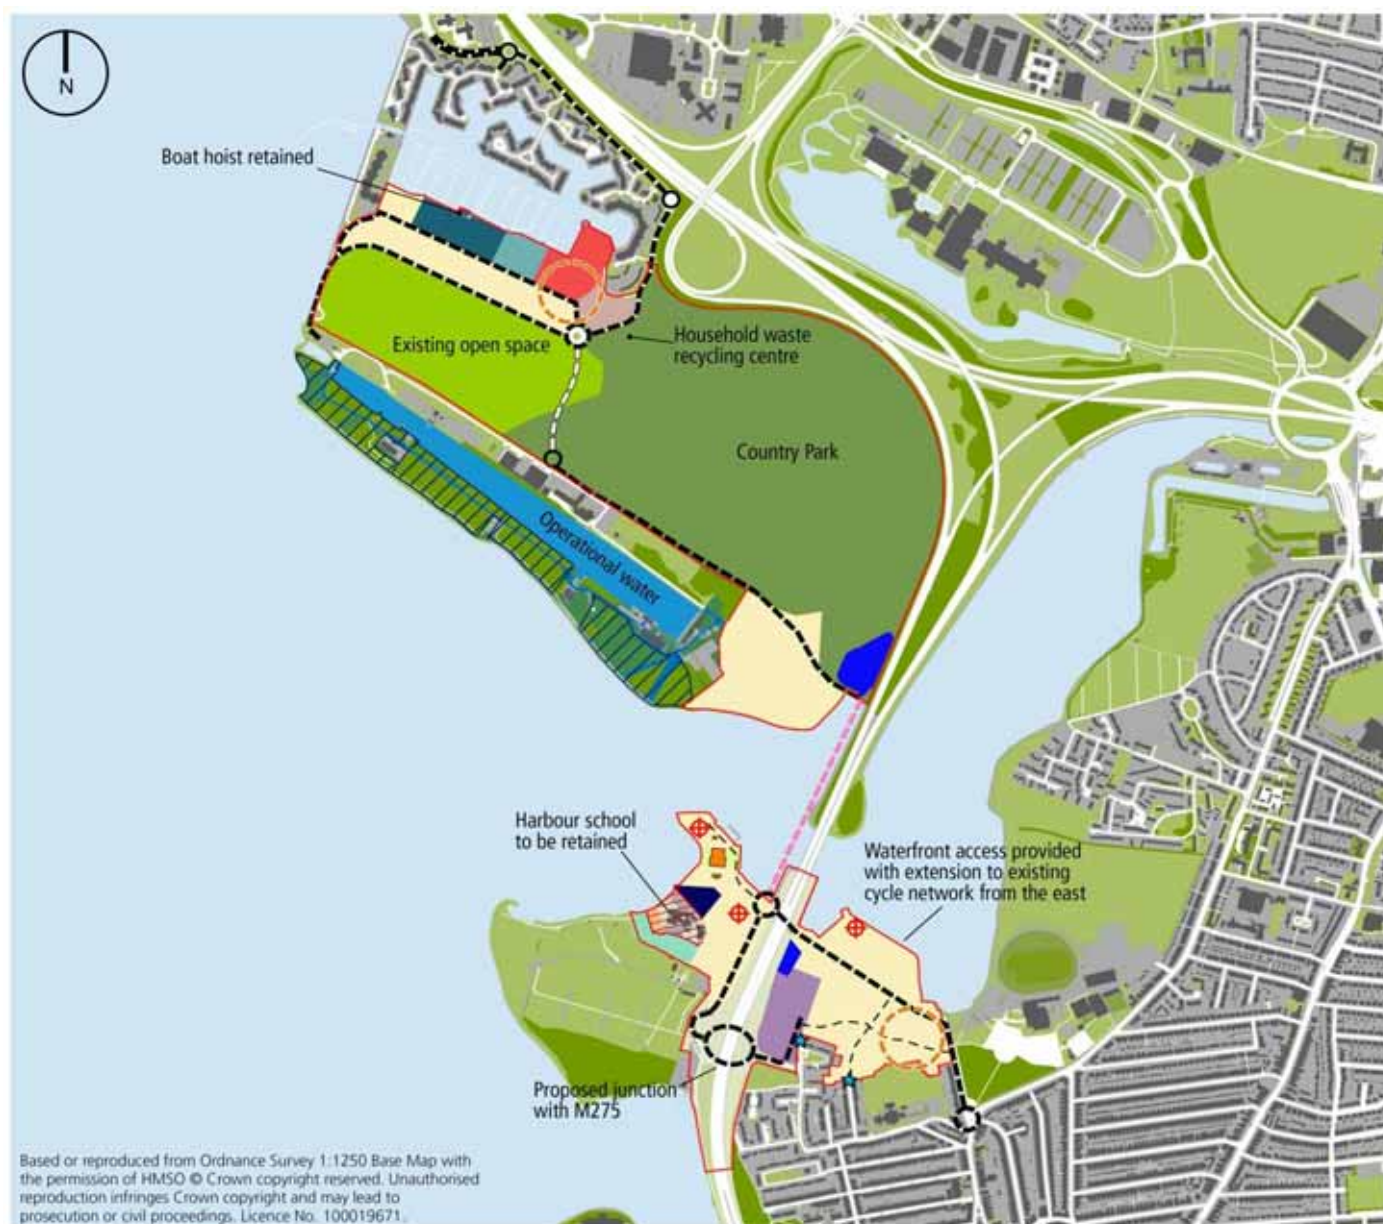 N
Boat hoist retained
Existing open space
Household waste
recycling centre
Country Park
Operational water
Harbour school
to be retained
Waterfront access provided
with extension to existing
cycle network from the east
Proposed junction
with M275
Based or reproduced from Ordnance Survey 1:1250 Base Map with
the permission of HMSO © Crown copyright reserved. Unauthorised
reproduction infringes Crown copyright and may lead to
prosecution or civil proceedings. Licence No. 100019671.